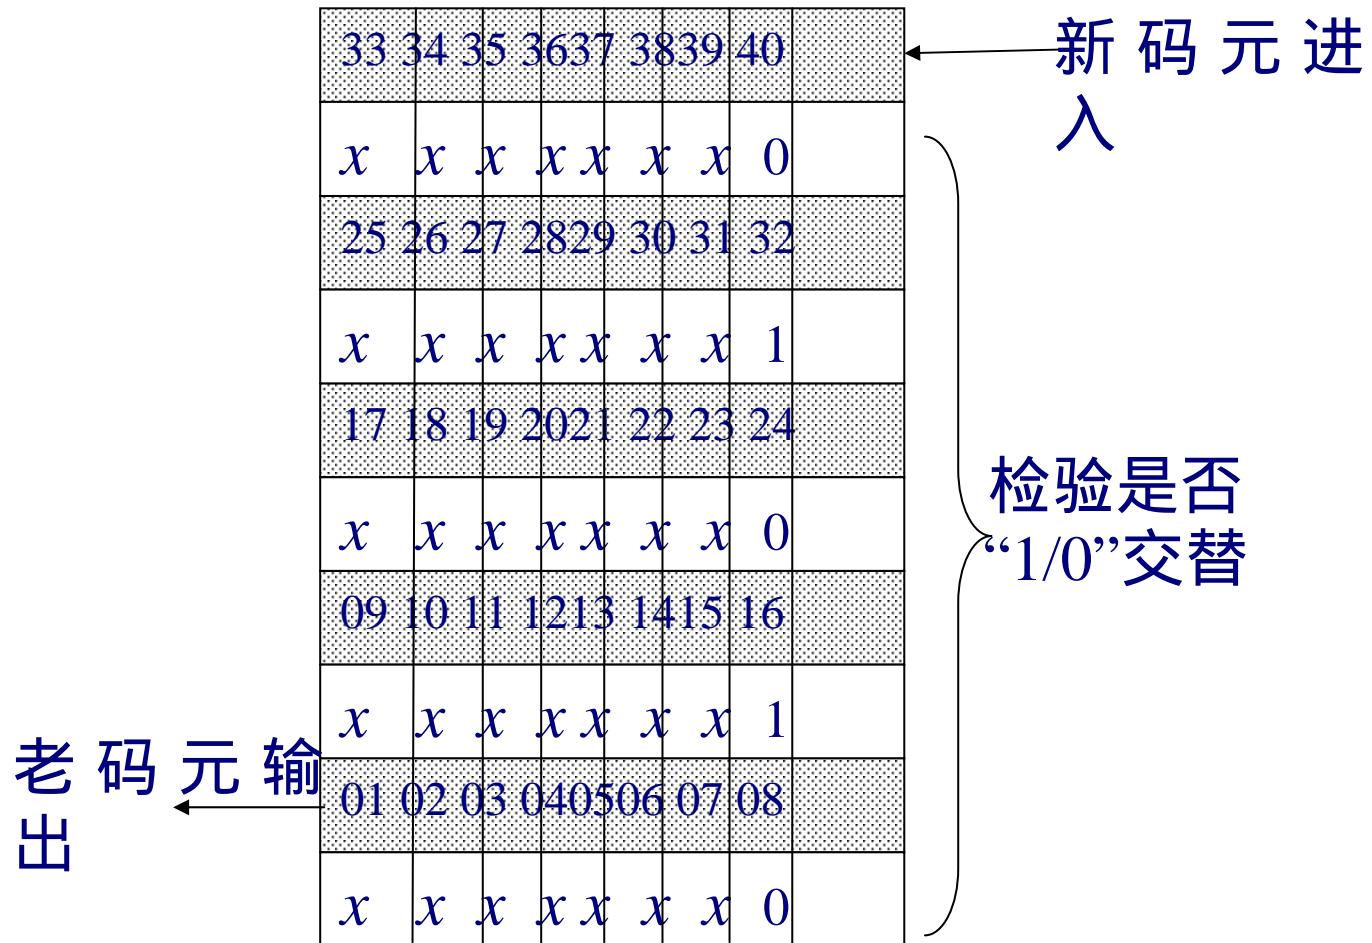 33 34 35 3637 3839 40
新 码 元 进
入
x x x x x x x 0
25 26 27 2829 30 31 32
x x x x x x x 1
17 18 19 2021 22 23 24
检验是否
“1/0”交替
x x x x x x x 0
09 10 11 1213 1415 16
x x x x x x x 1
老 码 元 输
出
01 02 03 040506 07 08
x x x x x x x 0